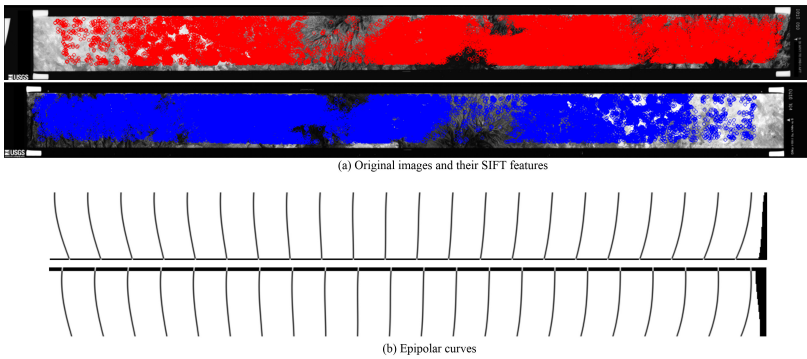 USGS
USGS
(a) Original images and their SIFT features
(b) Epipolar curves